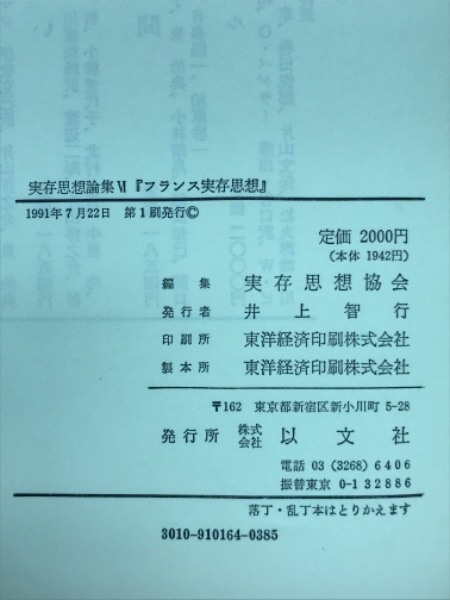 実存思想論集Ⅵ『フランス実存思想』
1991年7月22日 第1刷発行©
定価 2000円
(本体 1942円)
編集 実存思想協会
発行者 井上智行
印刷所 東洋経済印刷株式会社
製本所 東洋経済印刷株式会社
〒162 東京都新宿区新小川町 5-28
発行所 株式会社 以文社
電話 03 (3268) 6406
振替東京 0-132886
落丁・乱丁本はとりかえます
3010-910164-0385